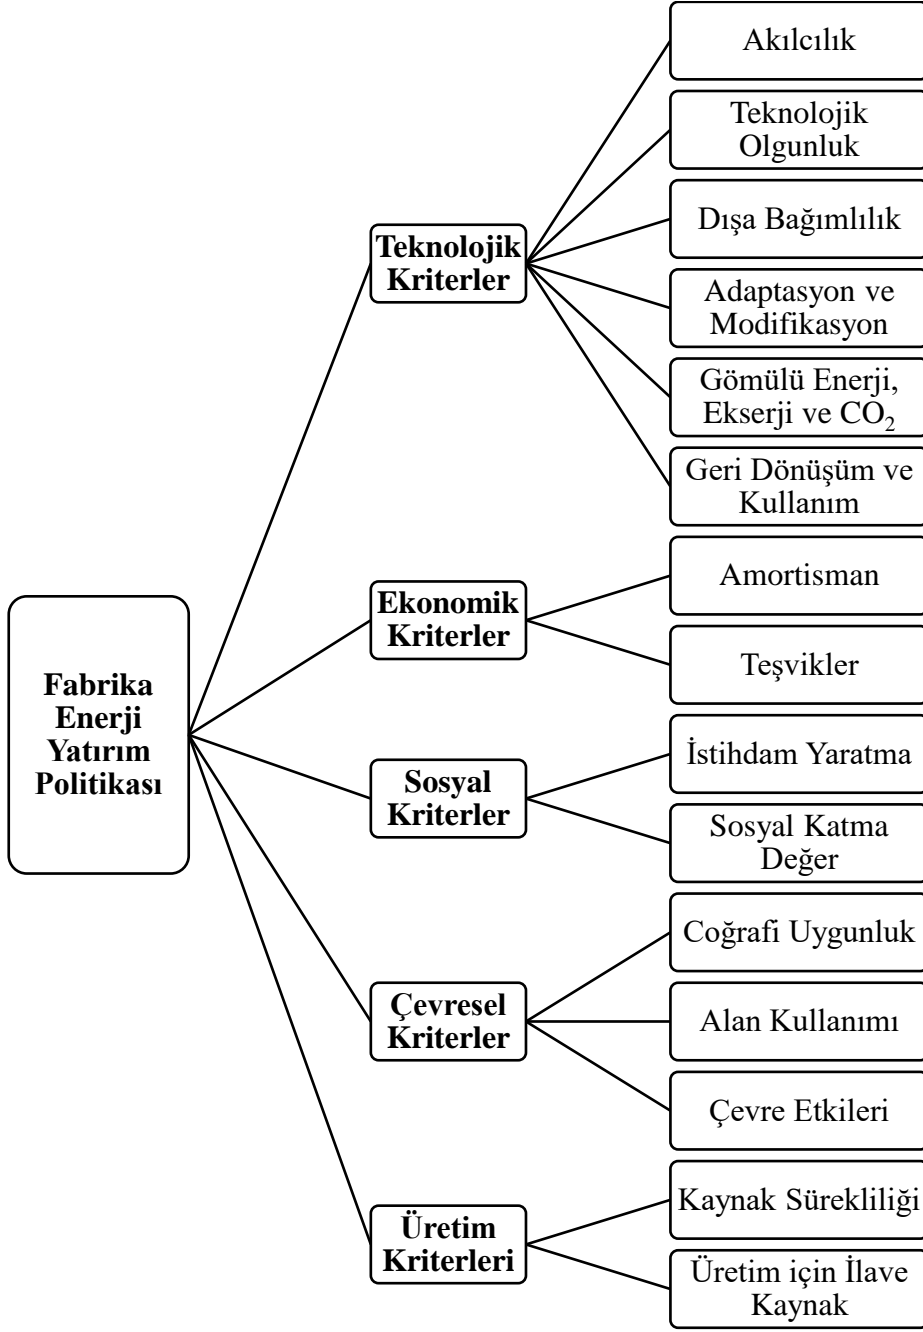 Fabrika
Enerji
Yatırım
Politikası
Teknolojik
Kriterler
Akılcılık
Teknolojik
Olgunluk
Dışa Bağımlılık
Adaptasyon ve
Modifikasyon
Gömülü Enerji,
Ekserji ve CO₂
Geri Dönüşüm ve
Kullanım
Ekonomik
Kriterler
Amortisman
Teşvikler
Sosyal
Kriterler
İstihdam Yaratma
Sosyal Katma
Değer
Çevresel
Kriterler
Coğrafi Uygunluk
Alan Kullanımı
Çevre Etkileri
Üretim
Kriterleri
Kaynak Sürekliliği
Üretim için İlave
Kaynak